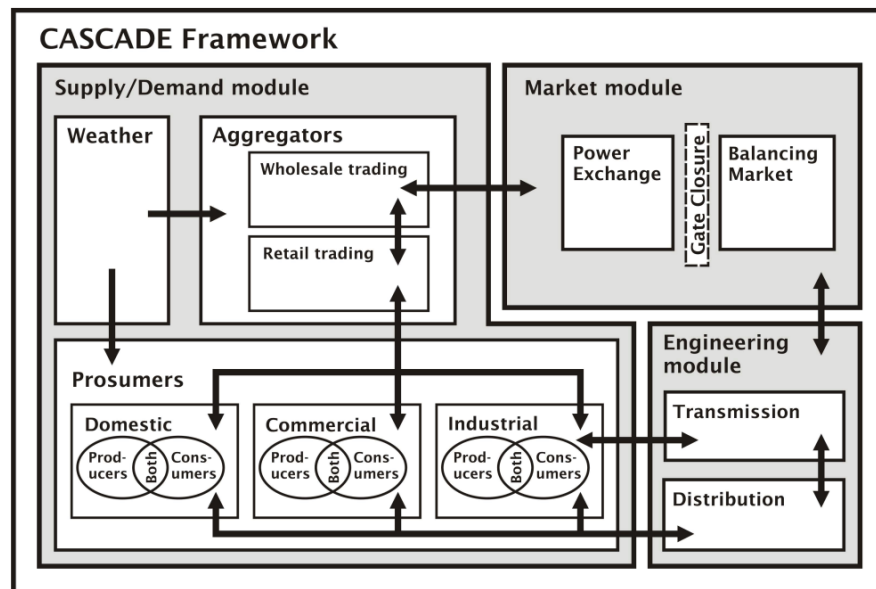 CASCADE Framework
Supply/Demand module
Weather
Aggregators
Wholesale trading
Retail trading
Market module
Power
Exchange
Gate Closure
Balancing
Market
Prosumers
Domestic
Prod-
ucers
Both
Cons-
umers
Commercial
Prod-
ucers
Both
Cons-
umers
Industrial
Prod-
ucers
Both
Cons-
umers
Engineering
module
Transmission
Distribution